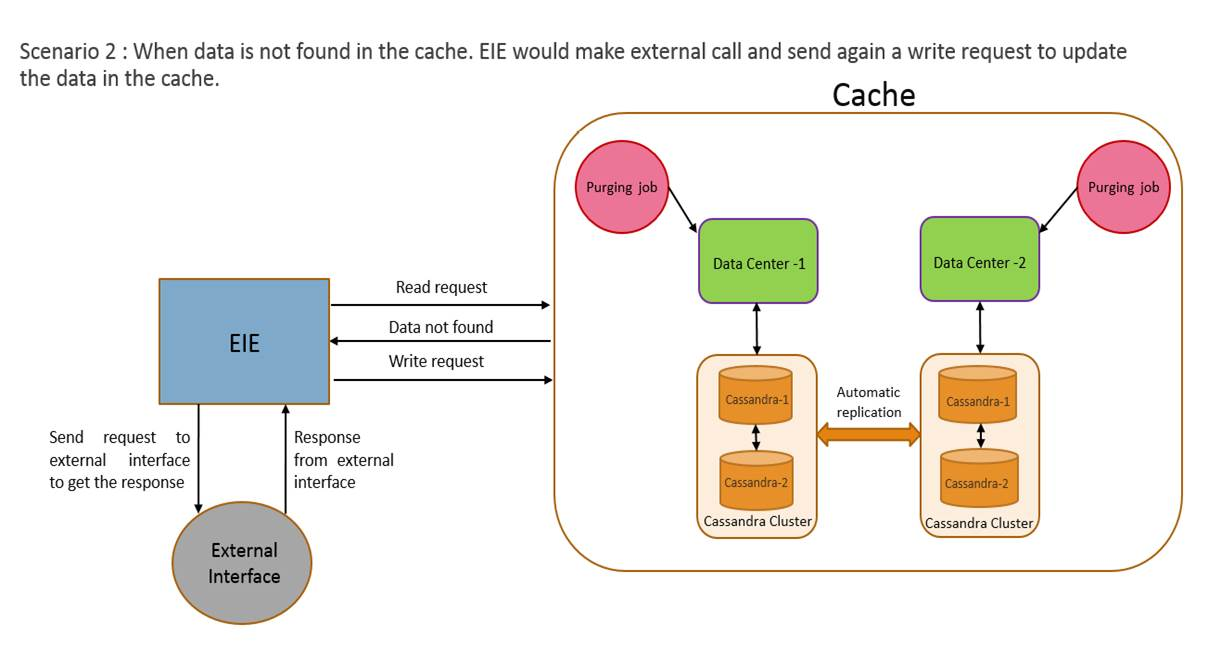 Scenario 2 : When data is not found in the cache. EIE would make external call and send again a write request to update
the data in the cache.
Cache
Purging job
Purging job
Data Center -1
Data Center -2
Read request
Data not found
Write request
EIE
Cassandra-1
Cassandra-2
Cassandra Cluster
Automatic
replication
Cassandra-1
Cassandra-2
Cassandra Cluster
Send request to
external interface
to get the response
Response
from external
interface
External
Interface